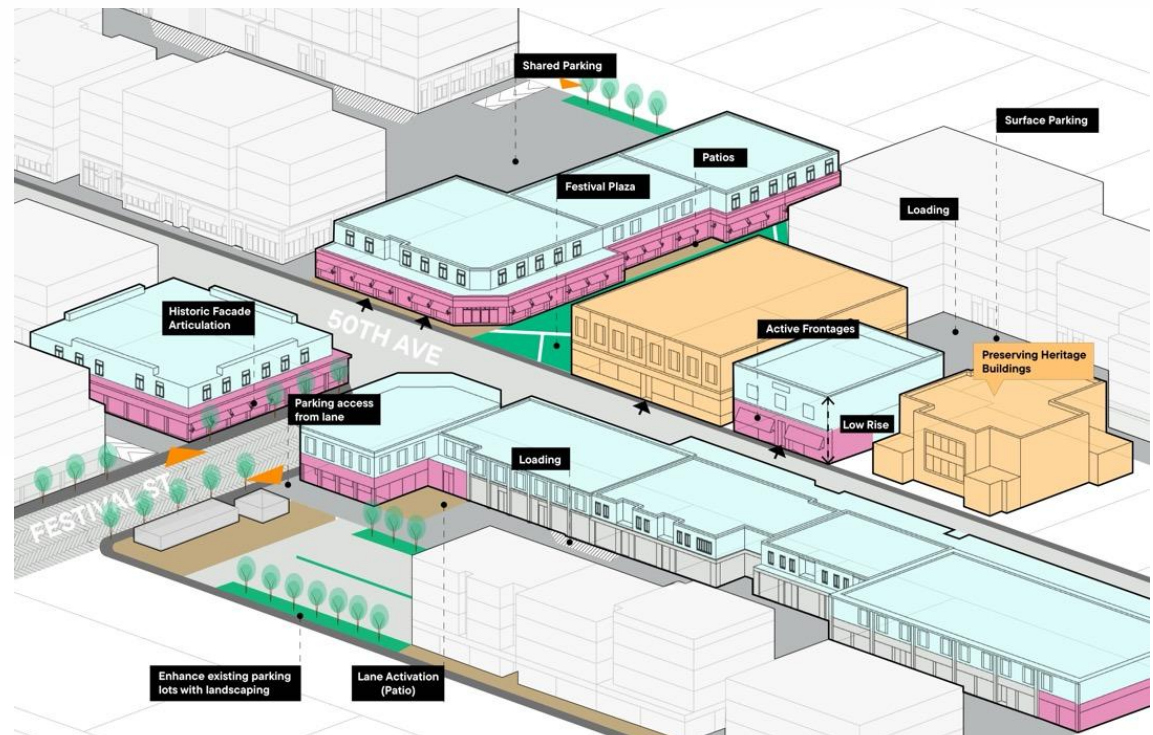 Shared Parking
Surface Parking
Patios
Festival Plaza
Loading
Historic Facade
Articulation
50TH AVE
Active Frontages
Preserving Heritage
Buildings
Parking access
from lane
Low Rise
Loading
FESTIVAL ST
Enhance existing parking
lots with landscaping
Lane Activation
(Patio)